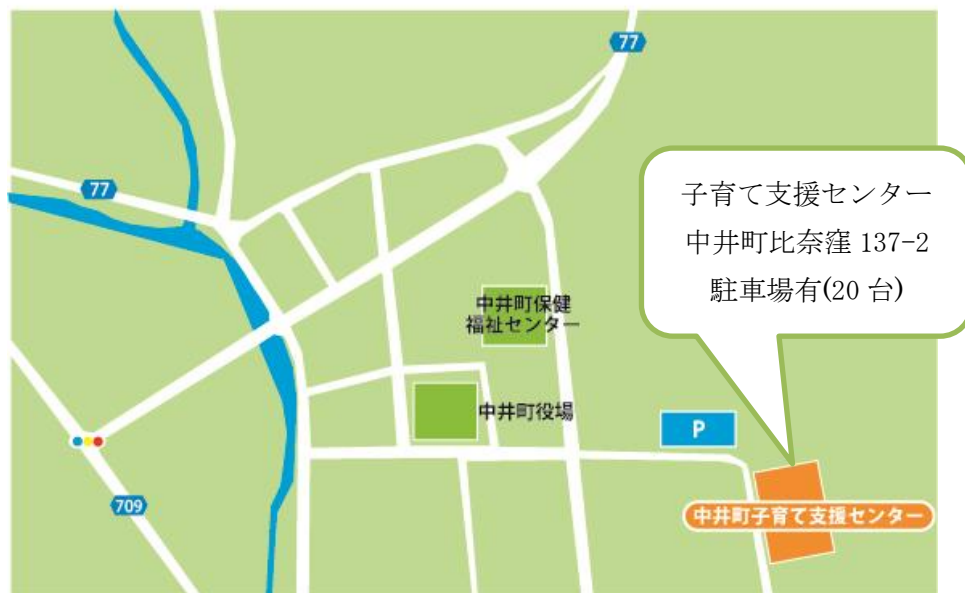 77
77
子育て支援センター
中井町比奈窪 137-2
駐車場有(20 台)
中井町保健
福祉センター
中井町役場
P
709
中井町子育て支援センター